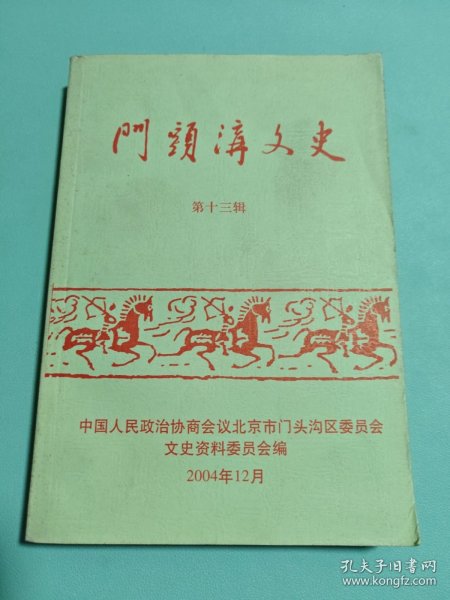 門頭溝文史
第十三辑
中国人民政治协商会议北京市门头沟区委员会
文史资料委员会编
2004年12月
孔夫子旧书网
www.kongfz.com